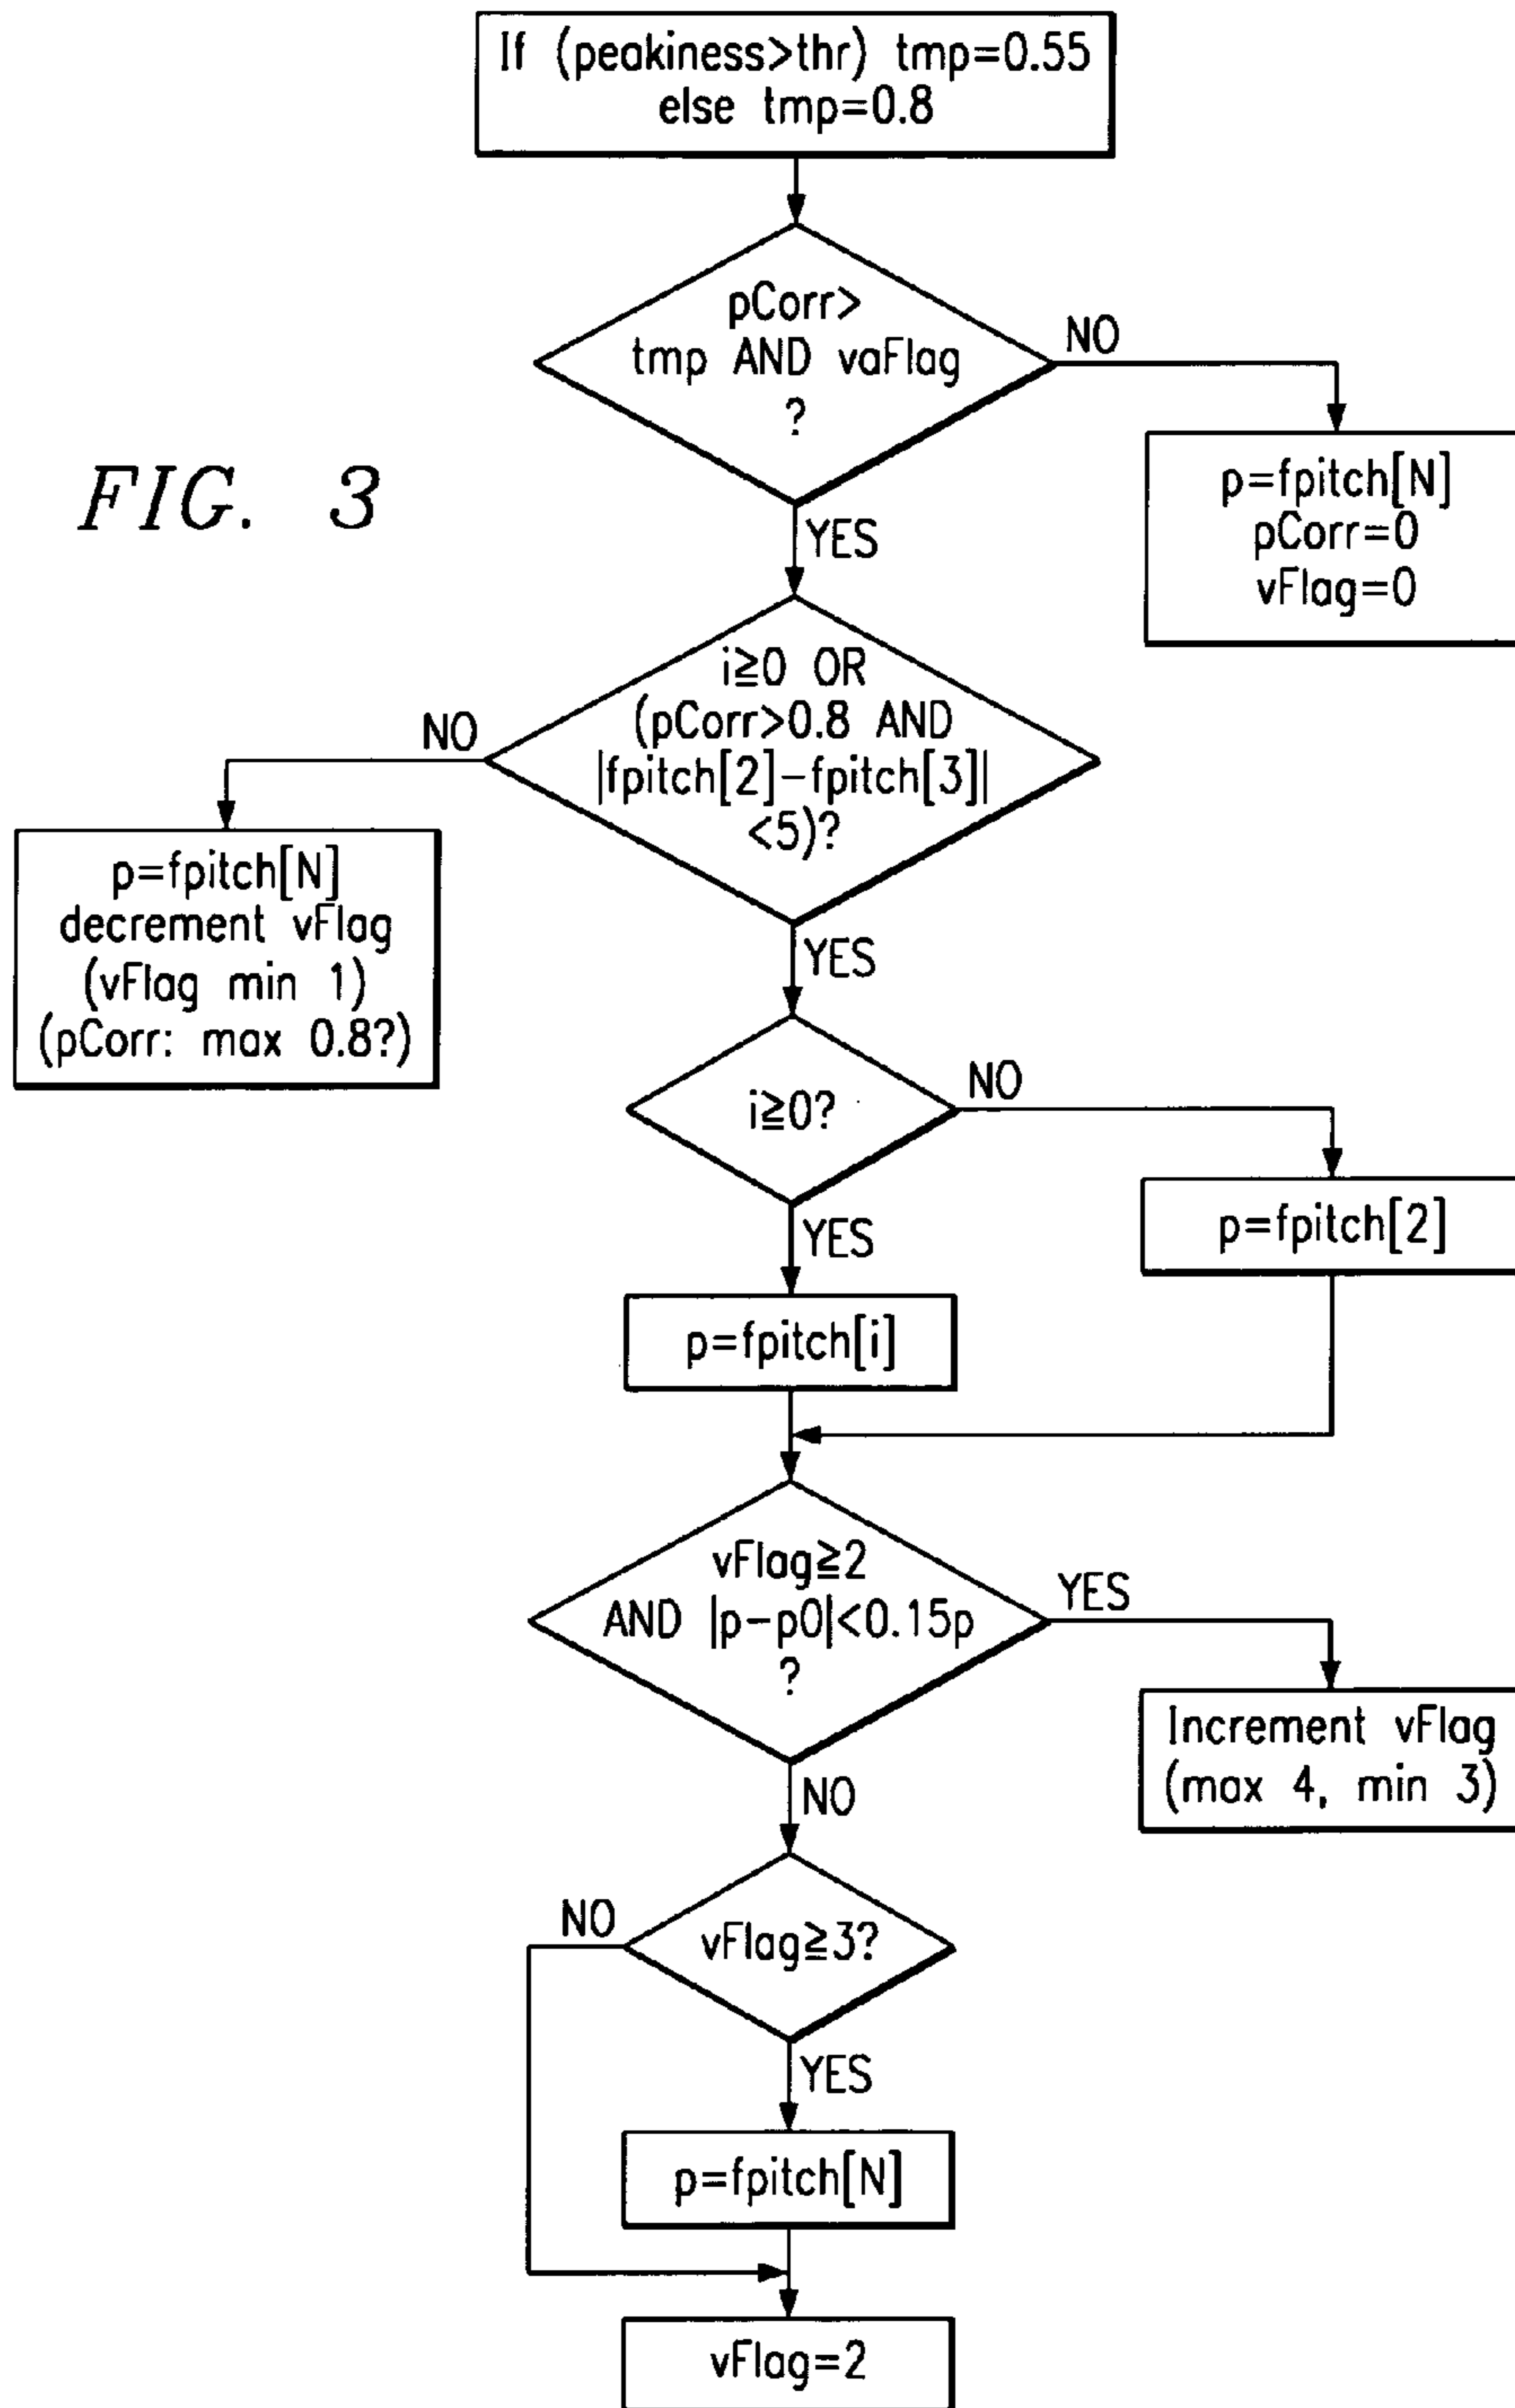 If (peakiness>thr) tmp=0.55
else tmp=0.8
pCorr>
tmp AND vaFlag
?
NO
p=fpitch[N]
pCorr=0
vFlag=0
FIG. 3
YES
i≧0 OR
(pCorr>0.8 AND
|fpitch[2]-fpitch[3]|
<5)?
NO
p=fpitch[N]
decrement vFlag
(vFlag min 1)
(pCorr: max 0.8?)
YES
i≧0?
NO
p=fpitch[2]
YES
p=fpitch[i]
vFlag≧2
AND |p-p0|<0.15p
?
YES
Increment vFlag
(max 4, min 3)
NO
vFlag≧3?
NO
YES
p=fpitch[N]
vFlag=2